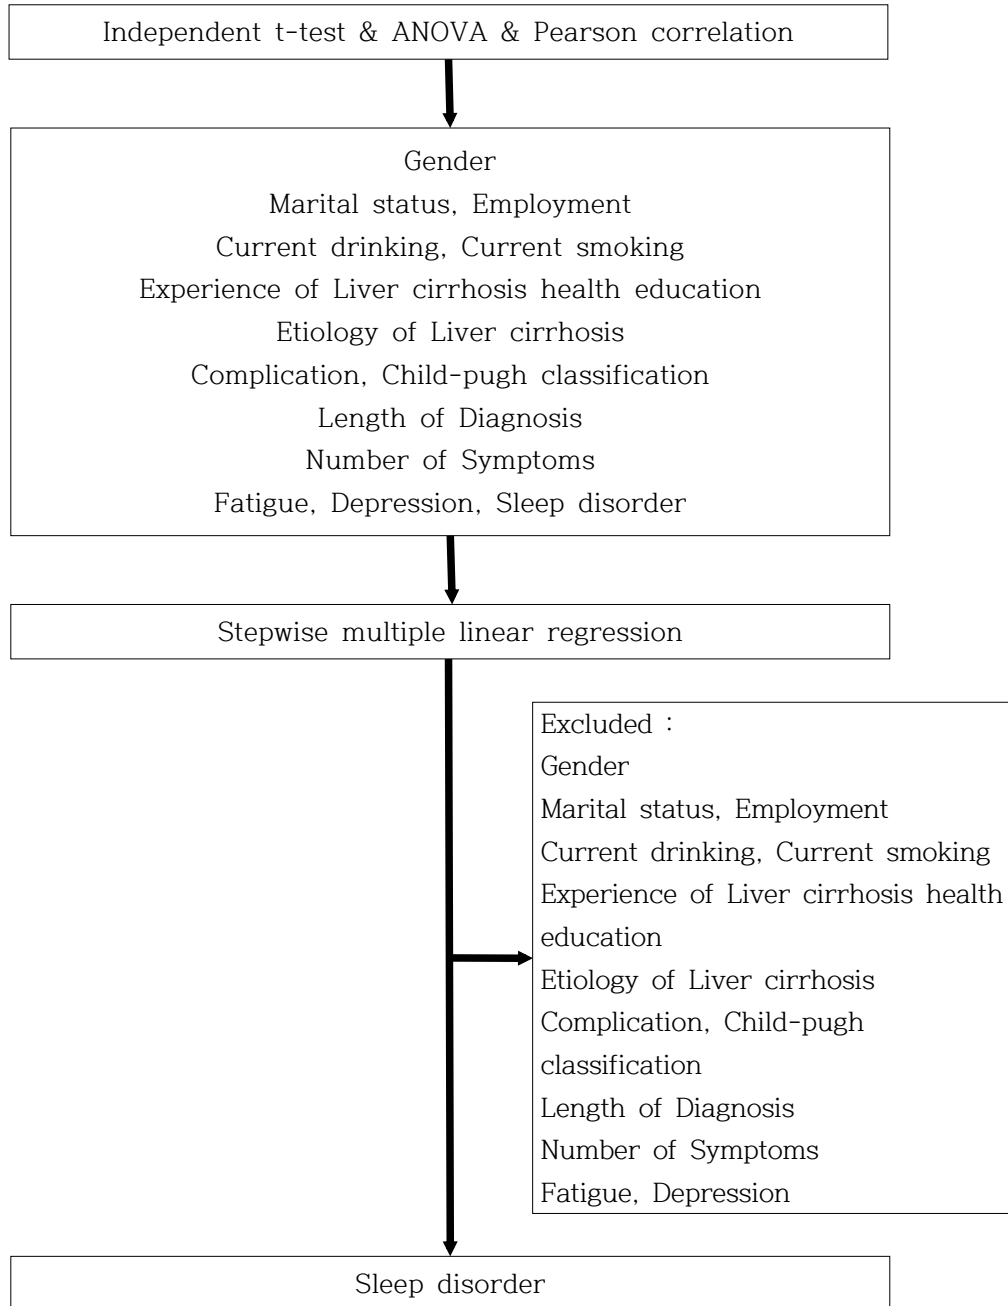 Independent t-test & ANOVA & Pearson correlation
Gender
Marital status, Employment
Current drinking, Current smoking
Experience of Liver cirrhosis health education
Etiology of Liver cirrhosis
Complication, Child-pugh classification
Length of Diagnosis
Number of Symptoms
Fatigue, Depression, Sleep disorder
Stepwise multiple linear regression
Excluded :
Gender
Marital status, Employment
Current drinking, Current smoking
Experience of Liver cirrhosis health
education
Etiology of Liver cirrhosis
Complication, Child-pugh
classification
Length of Diagnosis
Number of Symptoms
Fatigue, Depression
Sleep disorder